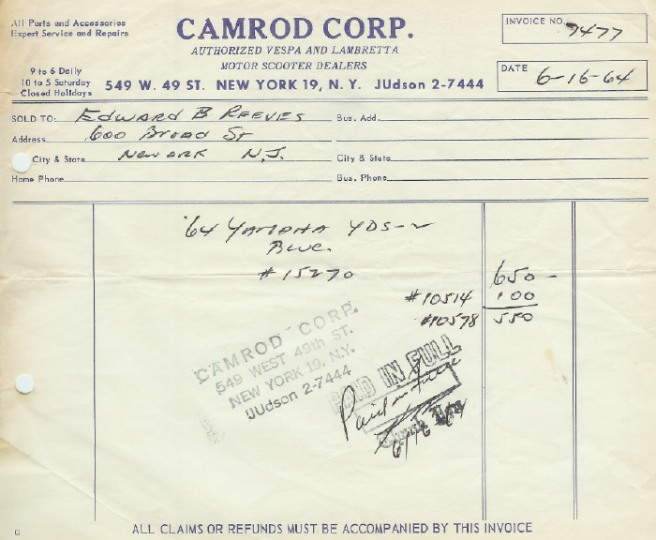 All Parts and Accessories
Expert Service and Repairs
CAMROD CORP.
AUTHORIZED VESPA AND LAMBRETTA
MOTOR SCOOTER DEALERS
9 to 6 Daily
10 to 5 Saturday
Closed Holidays
549 W. 49 ST. NEW YORK 19, N. Y. JUdson 2-7444
INVOICE NO. 7477
DATE 6-16-64
SOLD TO: EDWARD B REEVES Bus. Add.
Address 600 Broad St
City & State NEWARK N.J. City & State
Home Phone Bus. Phone
'64 YAMAHA YDS-2
BLUE.
#15270
650 -
#10514 100
#10578 550
CAMROD CORP.
549 WEST 49th ST.
NEW YORK 19, N.Y.
JUdson 2-7444
PAID IN FULL
Paid in full
6/16/64
G
ALL CLAIMS OR REFUNDS MUST BE ACCOMPANIED BY THIS INVOICE